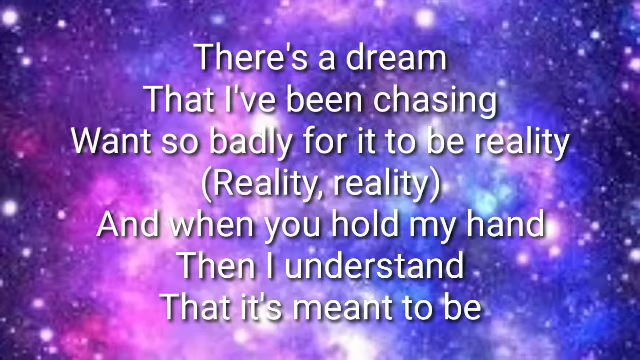 There's a dream
That I've been chasing
Want so badly for it to be reality
(Reality, reality)
And when you hold my hand
Then I understand
That it's meant to be